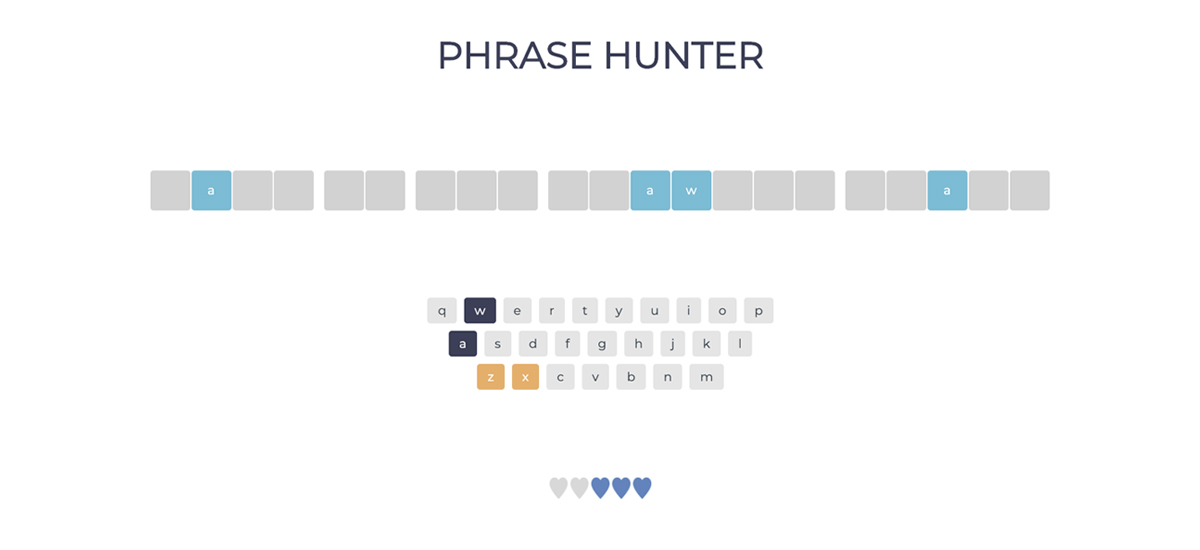 PHRASE HUNTER
a a w a
q w e r t y u i o p
a s d f g h j k l
z x c v b n m